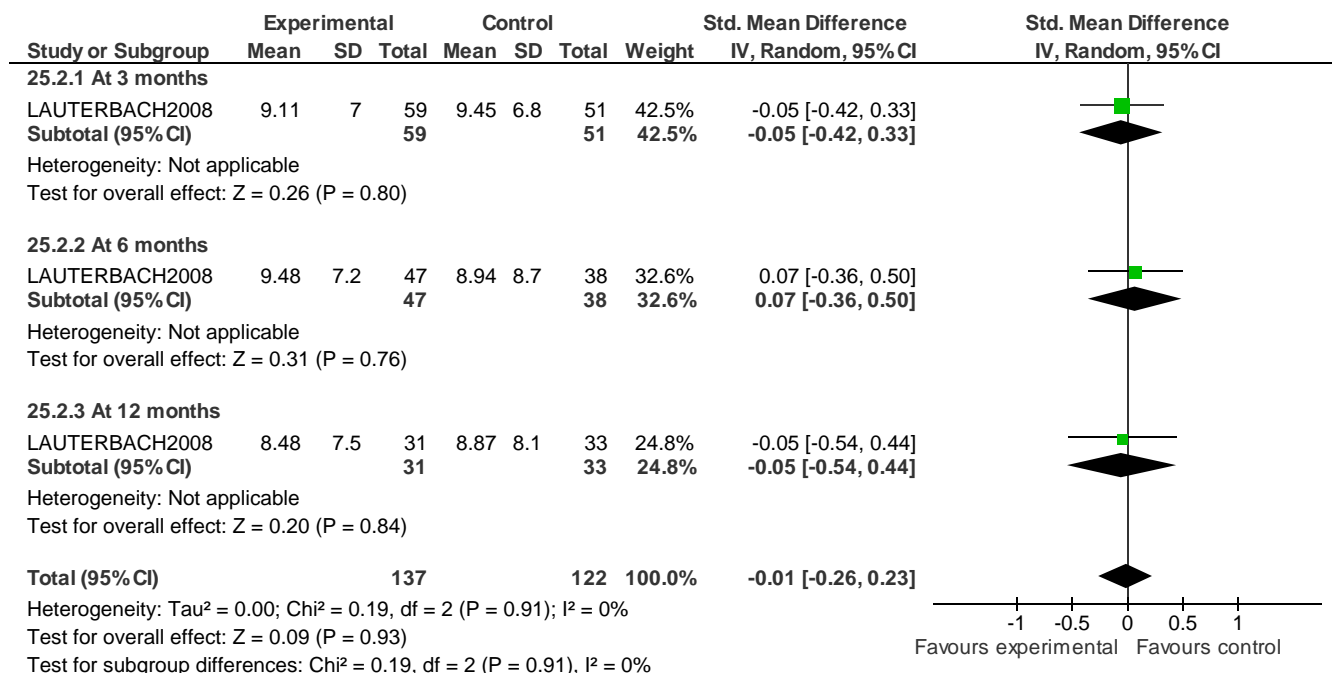 Experimental Control Std. Mean Difference Std. Mean Difference
Study or Subgroup Mean SD Total Mean SD Total Weight IV, Random, 95% CI IV, Random, 95% CI
25.2.1 At 3 months
LAUTERBACH2008 9.11 7 59 9.45 6.8 51 42.5% -0.05 [-0.42, 0.33]
Subtotal (95% CI) 59 51 42.5% -0.05 [-0.42, 0.33]
Heterogeneity: Not applicable
Test for overall effect: Z = 0.26 (P = 0.80)
25.2.2 At 6 months
LAUTERBACH2008 9.48 7.2 47 8.94 8.7 38 32.6% 0.07 [-0.36, 0.50]
Subtotal (95% CI) 47 38 32.6% 0.07 [-0.36, 0.50]
Heterogeneity: Not applicable
Test for overall effect: Z = 0.31 (P = 0.76)
25.2.3 At 12 months
LAUTERBACH2008 8.48 7.5 31 8.87 8.1 33 24.8% -0.05 [-0.54, 0.44]
Subtotal (95% CI) 31 33 24.8% -0.05 [-0.54, 0.44]
Heterogeneity: Not applicable
Test for overall effect: Z = 0.20 (P = 0.84)
Total (95% CI) 137 122 100.0% -0.01 [-0.26, 0.23]
Heterogeneity: Tau² = 0.00; Chi² = 0.19, df = 2 (P = 0.91); I² = 0%
Test for overall effect: Z = 0.09 (P = 0.93)
Test for subgroup differences: Chi² = 0.19, df = 2 (P = 0.91), I² = 0%
-1 -0.5 0 0.5 1
Favours experimental Favours control